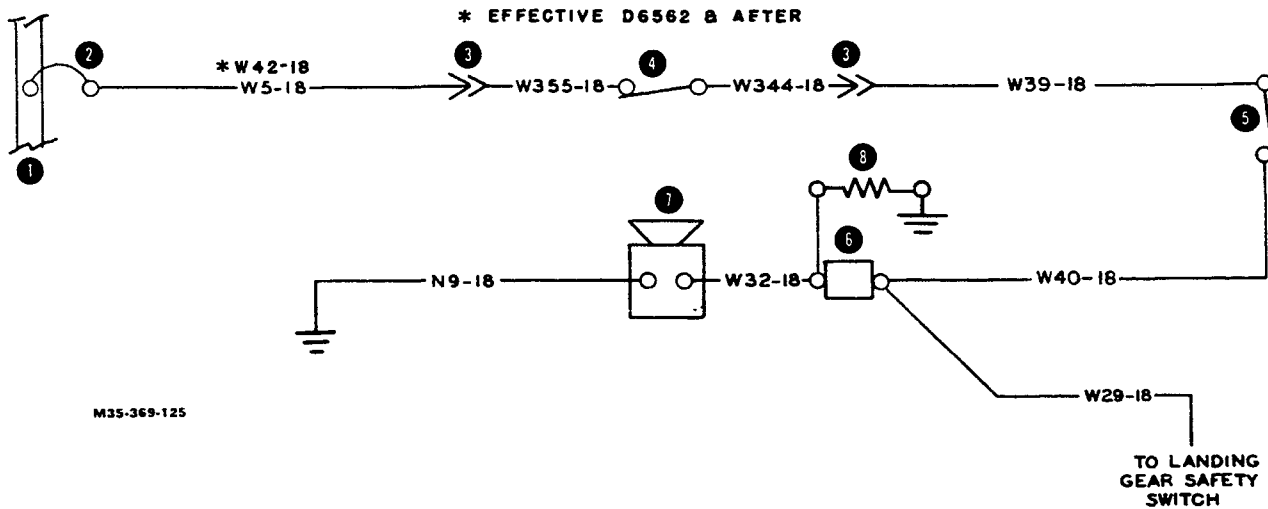 * EFFECTIVE D6562 & AFTER
2
3
4
3
*W42-18
W5-18
W355-18
W344-18
W39-18
5
1
8
7
6
N9-18
W32-18
W40-18
W29-18
M35-369-125
TO LANDING
GEAR SAFETY
SWITCH